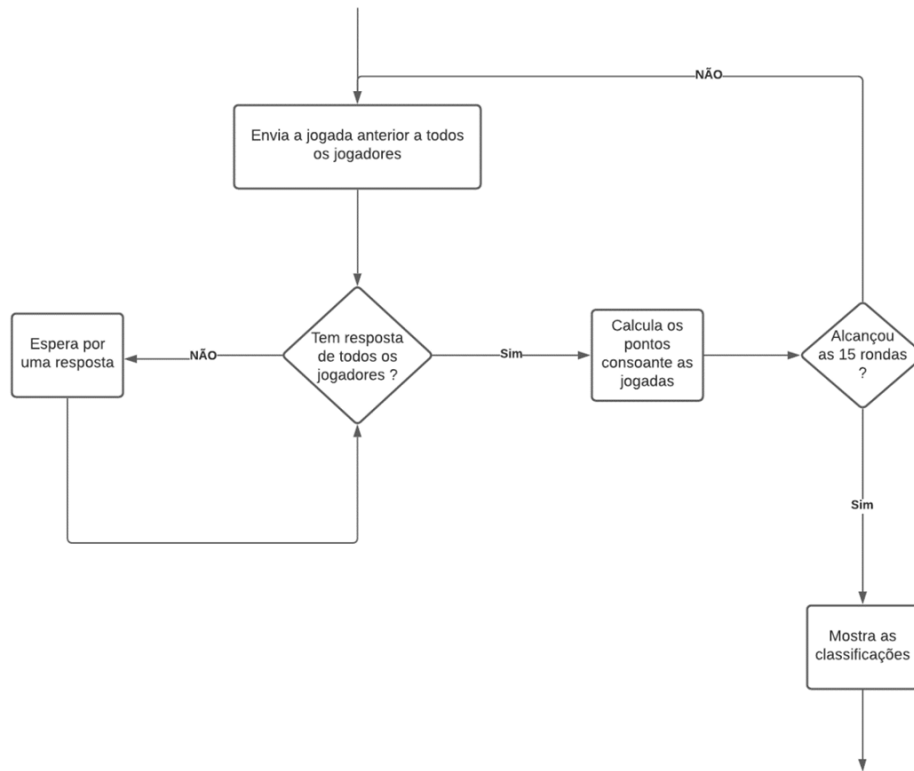 NÃO
Envia a jogada anterior a todos
os jogadores
Espera por
uma resposta
NÃO
Tem resposta
de todos os
jogadores ?
Sim
Calcula os
pontos
consoante as
jogadas
Alcançou
as 15 rondas
?
Sim
Mostra as
classificações